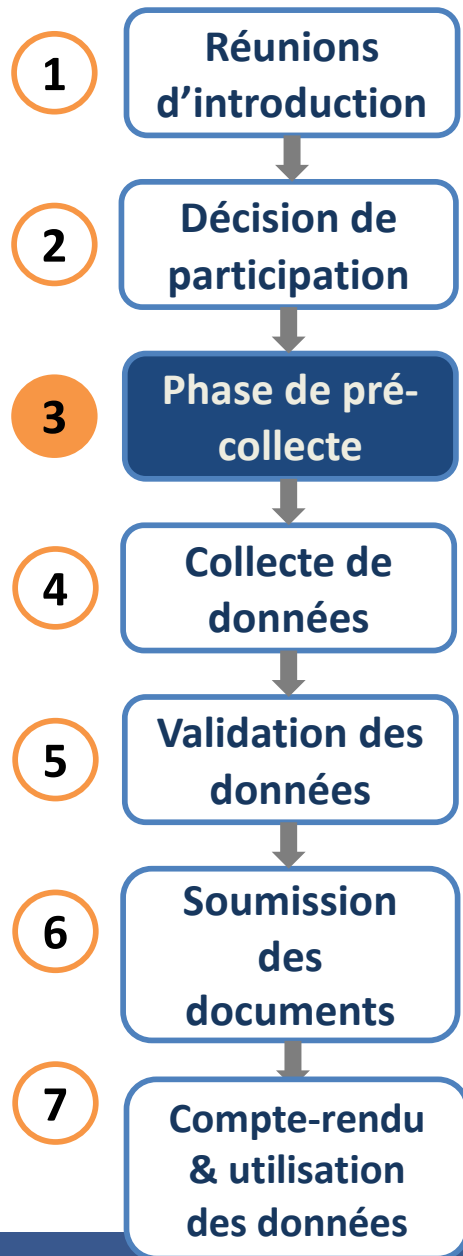 1
Réunions
d’introduction
2
Décision de
participation
3
Phase de pré-
collecte
4
Collecte de
données
5
Validation des
données
6
Soumission
des
documents
7
Compte-rendu
& utilisation
des données